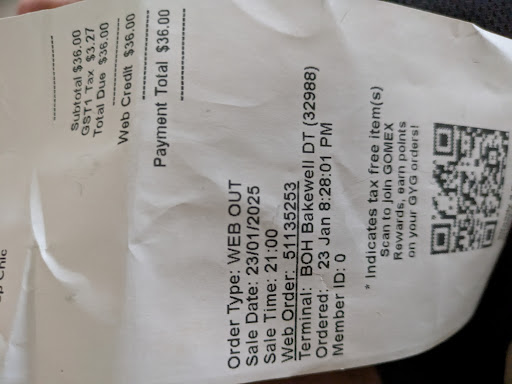 Subtotal $36.00
GST1 Tax $3.27
Total Due $36.00
Web Credit $36.00
Payment Total $36.00
Order Type: WEB OUT
Sale Date: 23/01/2025
Sale Time: 21:00
Web Order: 51135253
Terminal: BOH Bakewell DT (32988)
Ordered: 23 Jan 8:28:01 PM
Member ID: 0
* Indicates tax free item(s)
Scan to join GOMEX
Rewards, earn points
on your GYG orders!